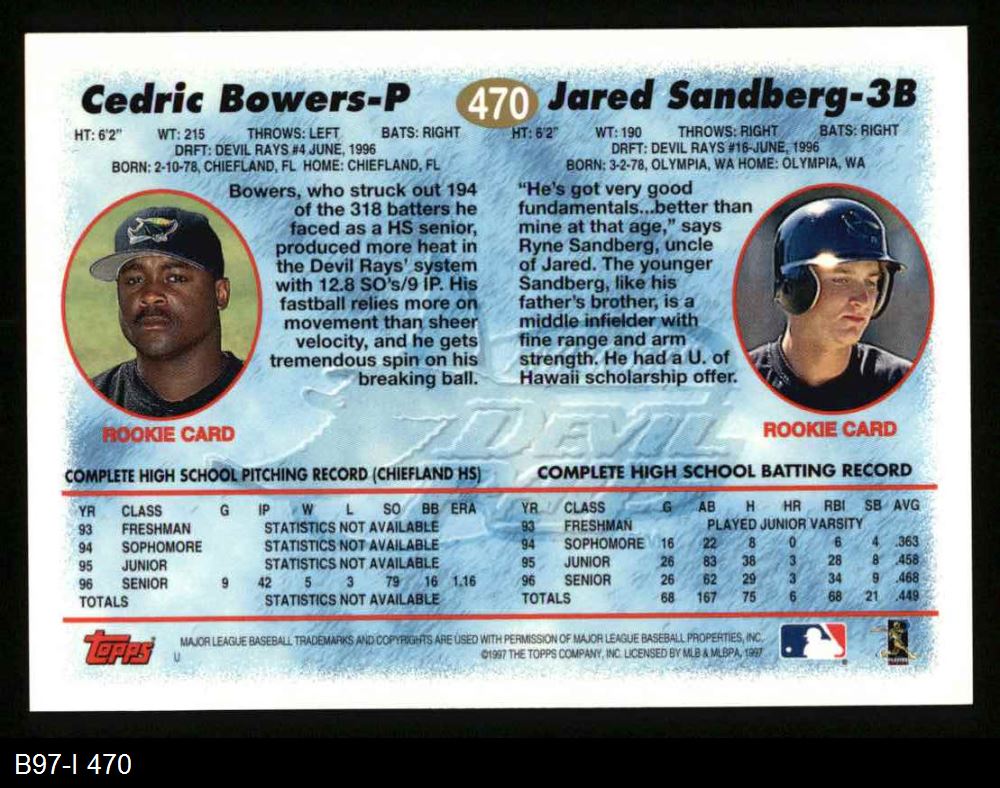 Cedric Bowers-P
HT: 6'2" WT: 215 THROWS: LEFT BATS: RIGHT
DRFT: DEVIL RAYS #4 JUNE, 1996
BORN: 2-10-78, CHIEFLAND, FL HOME: CHIEFLAND, FL
Bowers, who struck out 194
of the 318 batters he
faced as a HS senior,
produced more heat in
the Devil Rays' system
with 12.8 SO's/9 IP. His
fastball relies more on
movement than sheer
velocity, and he gets
tremendous spin on his
breaking ball.
ROOKIE CARD
470
Jared Sandberg-3B
HT: 6'2" WT: 190 THROWS: RIGHT BATS: RIGHT
DRFT: DEVIL RAYS #16-JUNE, 1996
BORN: 3-2-78, OLYMPIA, WA HOME: OLYMPIA, WA
"He's got very good
fundamentals...better than
mine at that age," says
Ryne Sandberg, uncle
of Jared. The younger
Sandberg, like his
father's brother, is a
middle infielder with
fine range and arm
strength. He had a U. of
Hawaii scholarship offer.
ROOKIE CARD
DEVIL
COMPLETE HIGH SCHOOL PITCHING RECORD (CHIEFLAND HS)
YR CLASS G IP W L SO BB ERA
93 FRESHMAN STATISTICS NOT AVAILABLE
94 SOPHOMORE STATISTICS NOT AVAILABLE
95 JUNIOR STATISTICS NOT AVAILABLE
96 SENIOR 9 42 5 3 79 16 1.16
TOTALS STATISTICS NOT AVAILABLE
COMPLETE HIGH SCHOOL BATTING RECORD
YR CLASS G AB H HR RBI SB AVG
93 FRESHMAN PLAYED JUNIOR VARSITY
94 SOPHOMORE 16 22 8 0 6 4 .363
95 JUNIOR 26 83 38 3 28 8 .458
96 SENIOR 26 62 29 3 34 9 .468
TOTALS 68 167 75 6 68 21 .449
Topps
MAJOR LEAGUE BASEBALL TRADEMARKS AND COPYRIGHTS ARE USED WITH PERMISSION OF MAJOR LEAGUE BASEBALL PROPERTIES, INC.
U ©1997 THE TOPPS COMPANY, INC. LICENSED BY MLB & MLBPA, 1997
B97-I 470